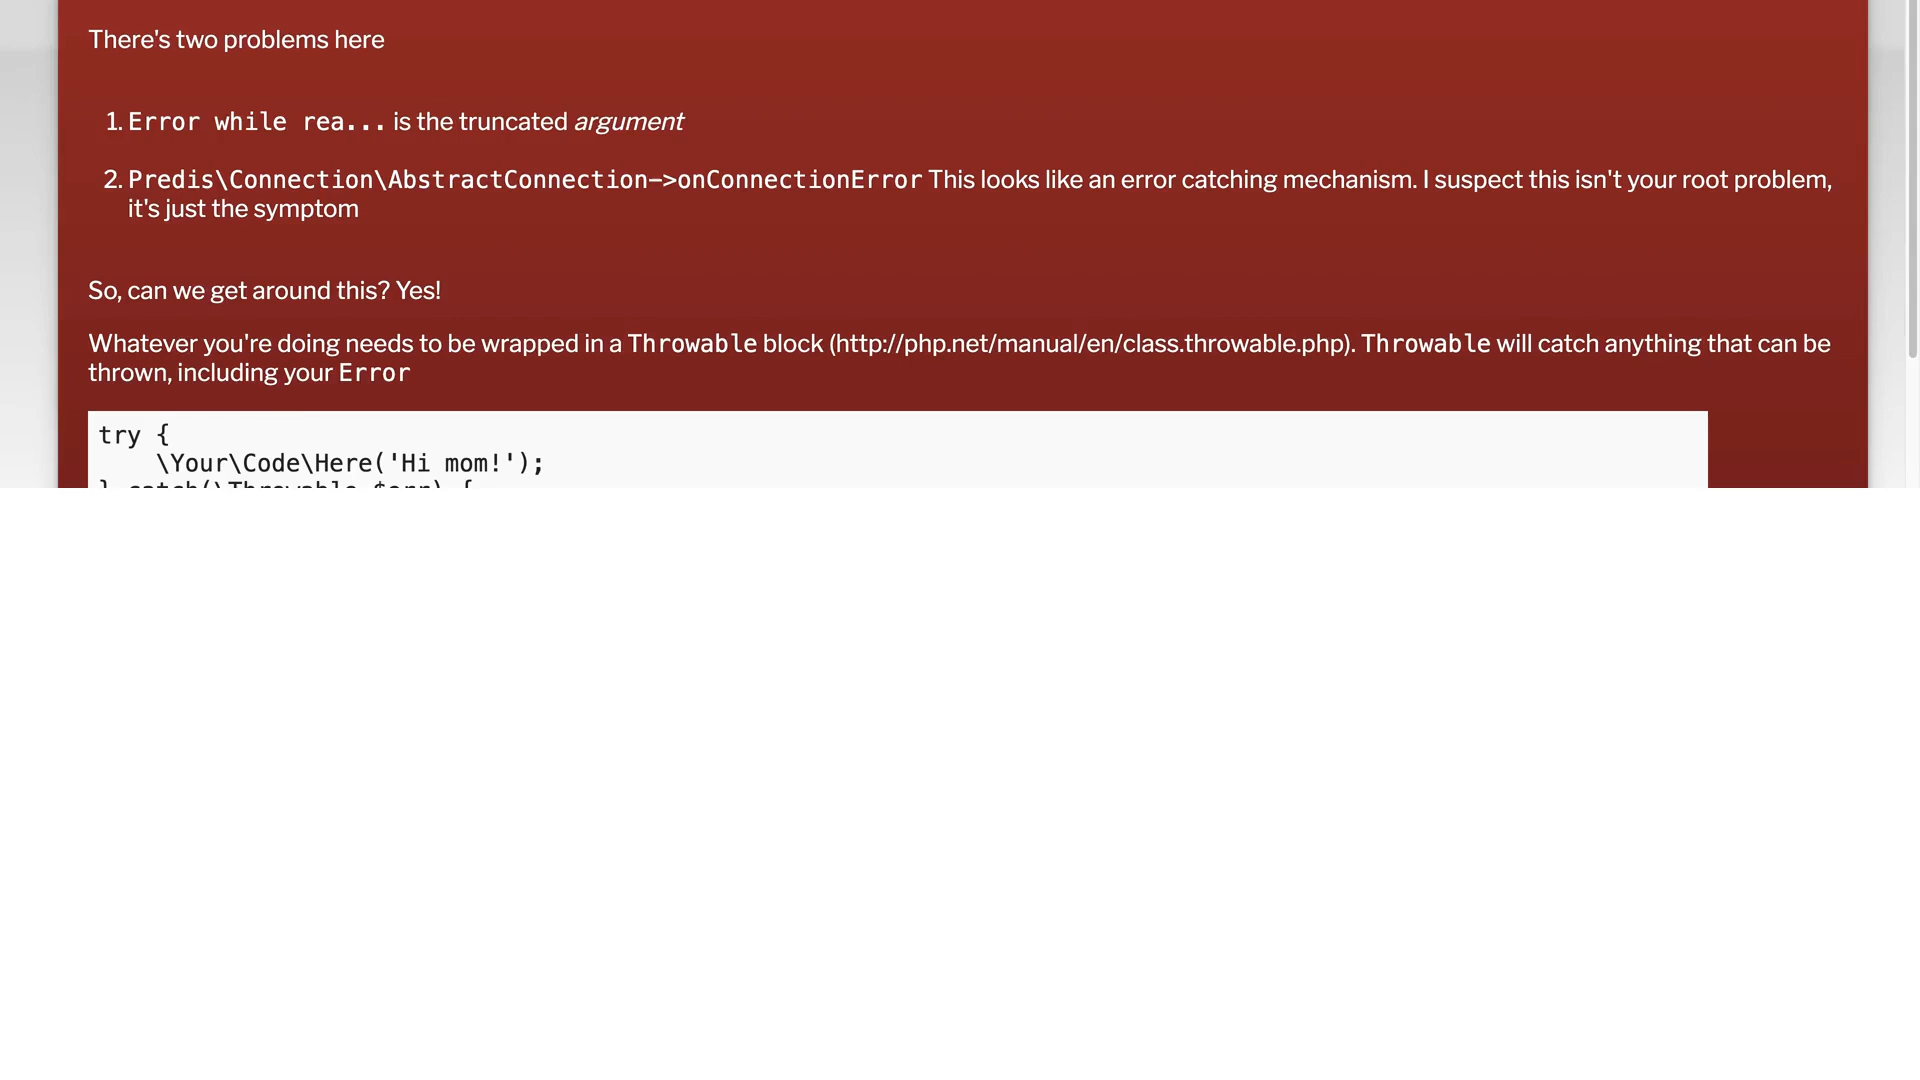 There's two problems here
1. Error while rea... is the truncated argument
2. Predis\Connection\AbstractConnection->onConnectionError This looks like an error catching mechanism. I suspect this isn't your root problem,
it's just the symptom
So, can we get around this? Yes!
Whatever you're doing needs to be wrapped in a Throwable block (http://php.net/manual/en/class.throwable.php). Throwable will catch anything that can be
thrown, including your Error
try {
    \Your\Code\Here('Hi mom!');
} catch(\Throwable $err) {